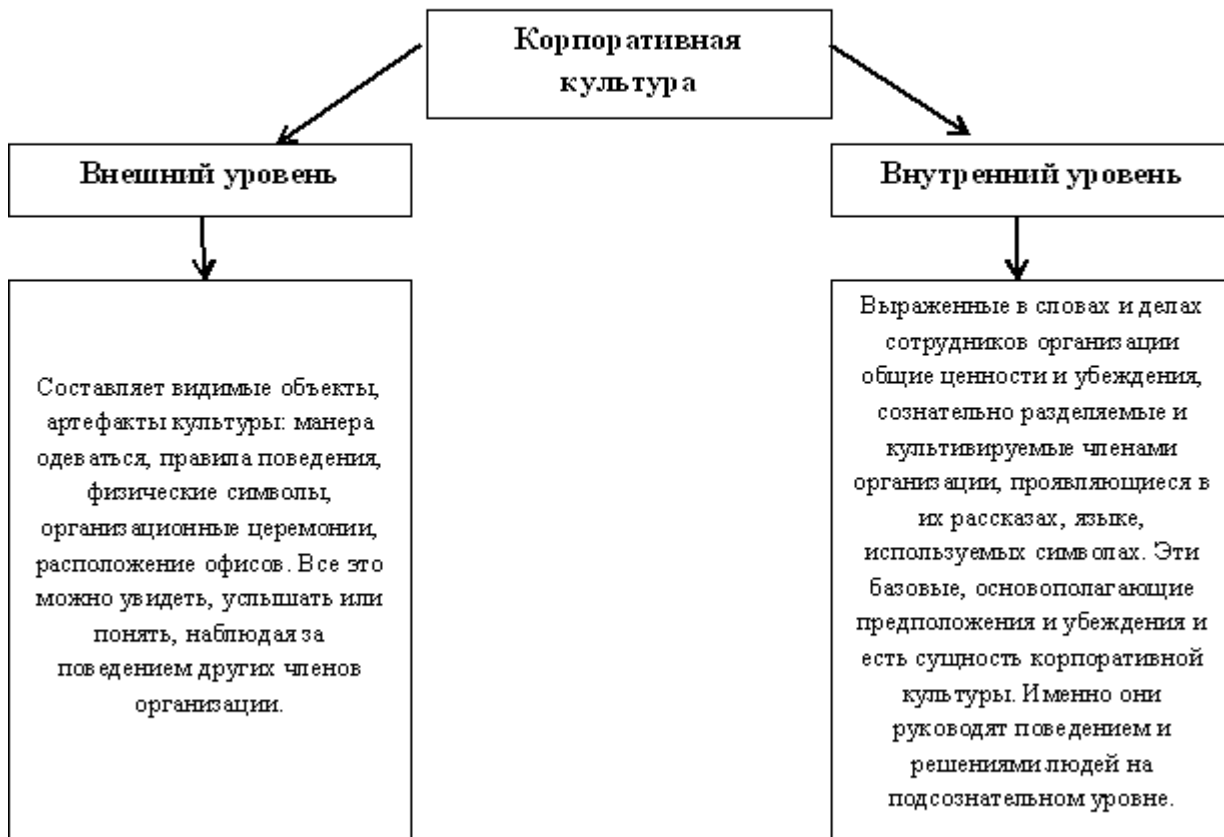 Корпоративная
культура
Внешний уровень
Внутренний уровень
Составляет видимые объекты,
артефакты культуры: манера
одеваться, правила поведения,
физические символы,
организационные церемонии,
расположение офисов. Все это
можно увидеть, услышать или
понять, наблюдая за
поведением других членов
организации.
Выраженные в словах и делах
сотрудников организации
общие ценности и убеждения,
сознательно разделяемые и
культивируемые членами
организации, проявляющиеся в
их рассказах, языке,
используемых символах. Эти
базовые, основополагающие
предположения и убеждения и
есть сущность корпоративной
культуры. Именно они
руководят поведением и
решениями людей на
подсознательном уровне.